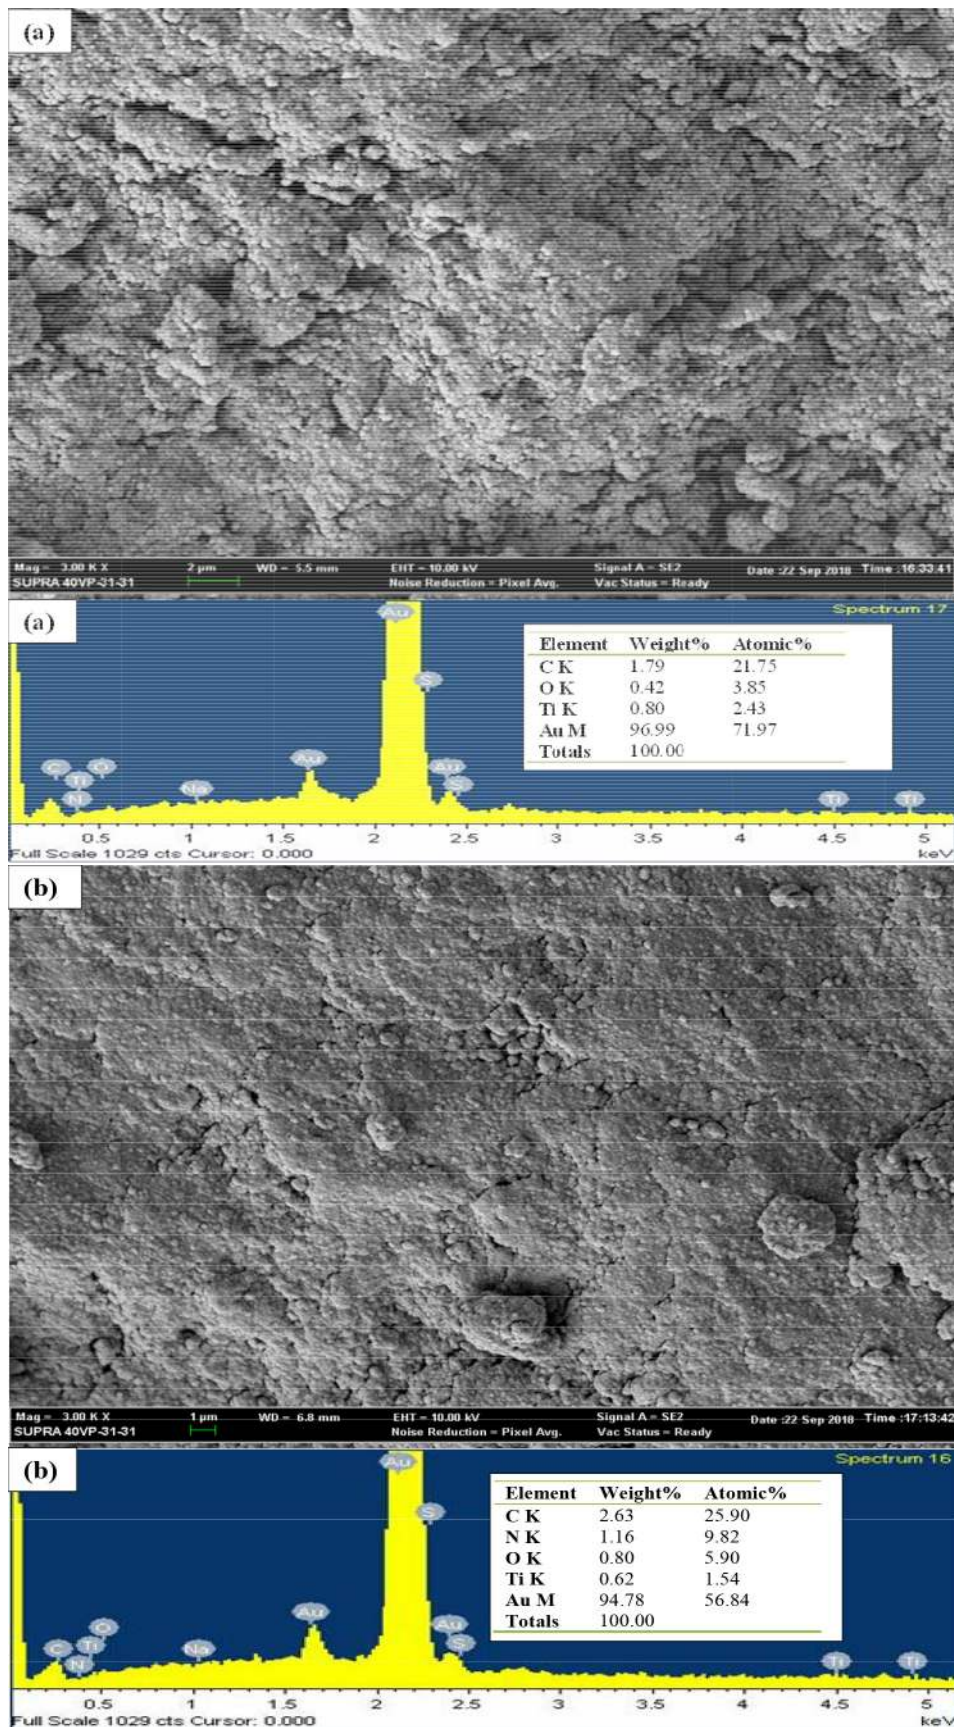 (a)
Mag = 3.00 K X 2 µm WD = 5.5 mm EHT = 10.00 kV Signal A = SE2 Date :22 Sep 2018 Time :16:33:41
SUPRA 40VP-31-31 Noise Reduction = Pixel Avg. Vac Status = Ready
(a)
Spectrum 17
Au
Element Weight% Atomic%
C K 1.79 21.75
O K 0.42 3.85
Ti K 0.80 2.43
Au M 96.99 71.97
Totals 100.00
S
C Ti O Au Au
N Na S Ti Ti
0.5 1 1.5 2 2.5 3 3.5 4 4.5 5
Full Scale 1029 cts Cursor: 0.000 keV
(b)
Mag = 3.00 K X 1 µm WD = 6.8 mm EHT = 10.00 kV Signal A = SE2 Date :22 Sep 2018 Time :17:13:42
SUPRA 40VP-31-31 Noise Reduction = Pixel Avg. Vac Status = Ready
(b)
Spectrum 16
Au
Element Weight% Atomic%
C K 2.63 25.90
N K 1.16 9.82
O K 0.80 5.90
Ti K 0.62 1.54
Au M 94.78 56.84
Totals 100.00
S
Au Au
O
C Ti Na S
N Ti Ti
0.5 1 1.5 2 2.5 3 3.5 4 4.5 5
Full Scale 1029 cts Cursor: 0.000 keV